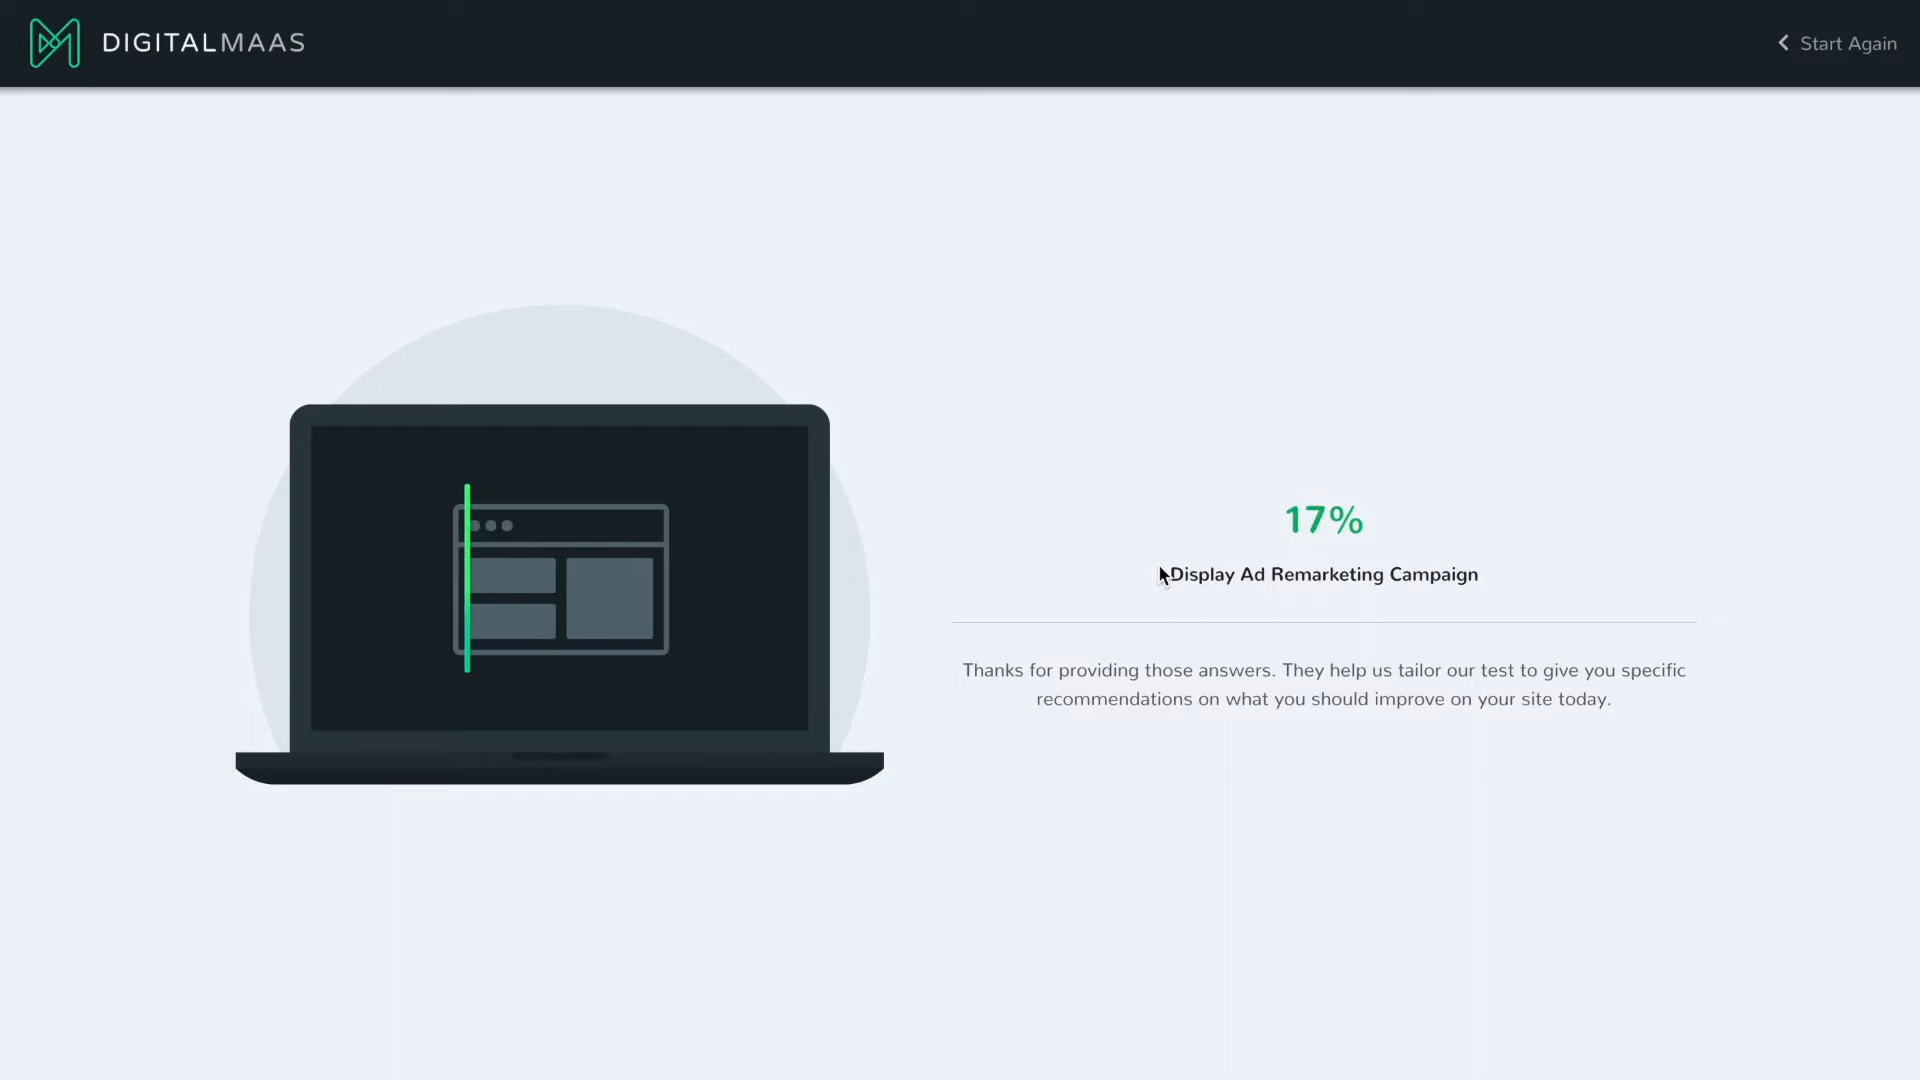 DIGITALMAAS
Start Again
17%
Display Ad Remarketing Campaign
Thanks for providing those answers. They help us tailor our test to give you specific
recommendations on what you should improve on your site today.